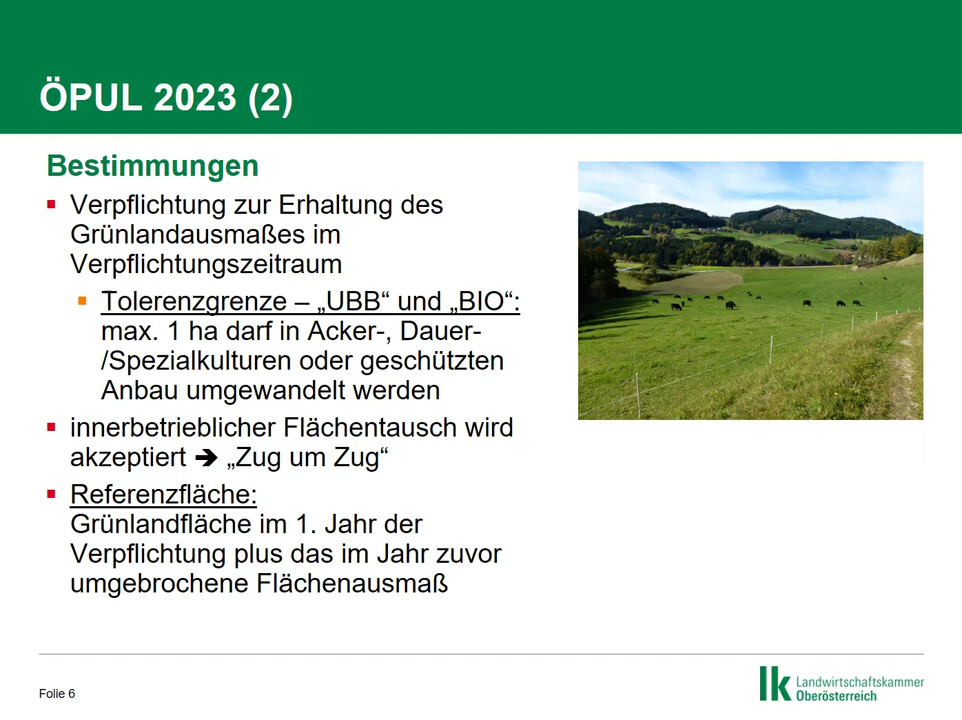 ÖPUL 2023 (2)
Bestimmungen
Verpflichtung zur Erhaltung des
Grünlandausmaßes im
Verpflichtungszeitraum
Tolerenzgrenze – „UBB“ und „BIO“:
max. 1 ha darf in Acker-, Dauer-
/Spezialkulturen oder geschützten
Anbau umgewandelt werden
innerbetrieblicher Flächentausch wird
akzeptiert ➔ „Zug um Zug“
Referenzfläche:
Grünlandfläche im 1. Jahr der
Verpflichtung plus das im Jahr zuvor
umgebrochene Flächenausmaß
Folie 6
lk Landwirtschaftskammer
Oberösterreich